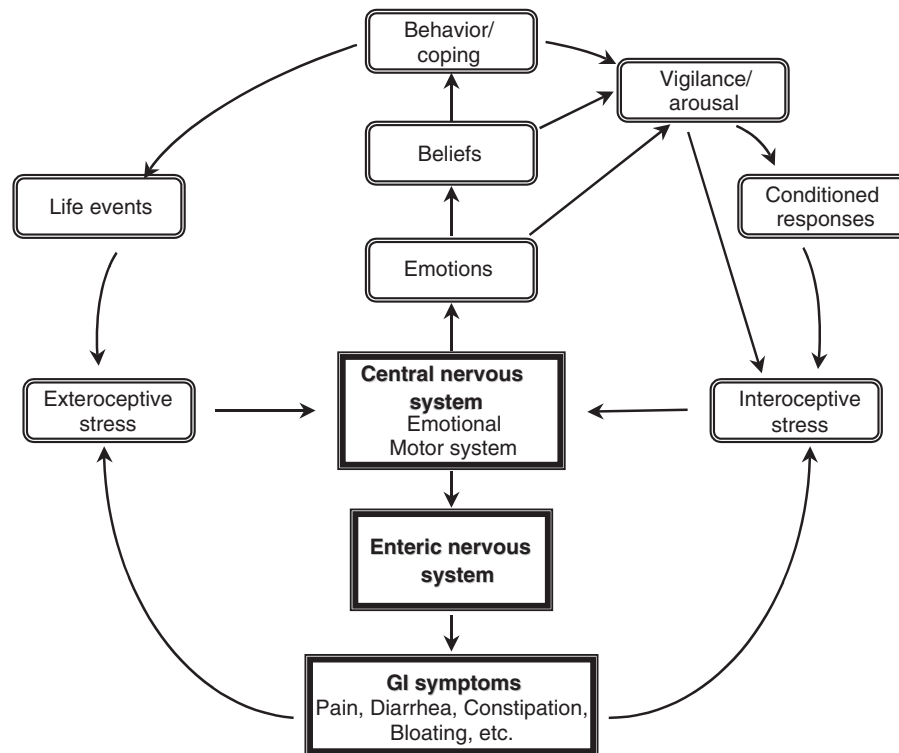 Behavior/
coping
Vigilance/
arousal
Beliefs
Life events
Conditioned
responses
Emotions
Central nervous
system
Emotional
Motor system
Exteroceptive
stress
Interoceptive
stress
Enteric nervous
system
GI symptoms
Pain, Diarrhea, Constipation,
Bloating, etc.